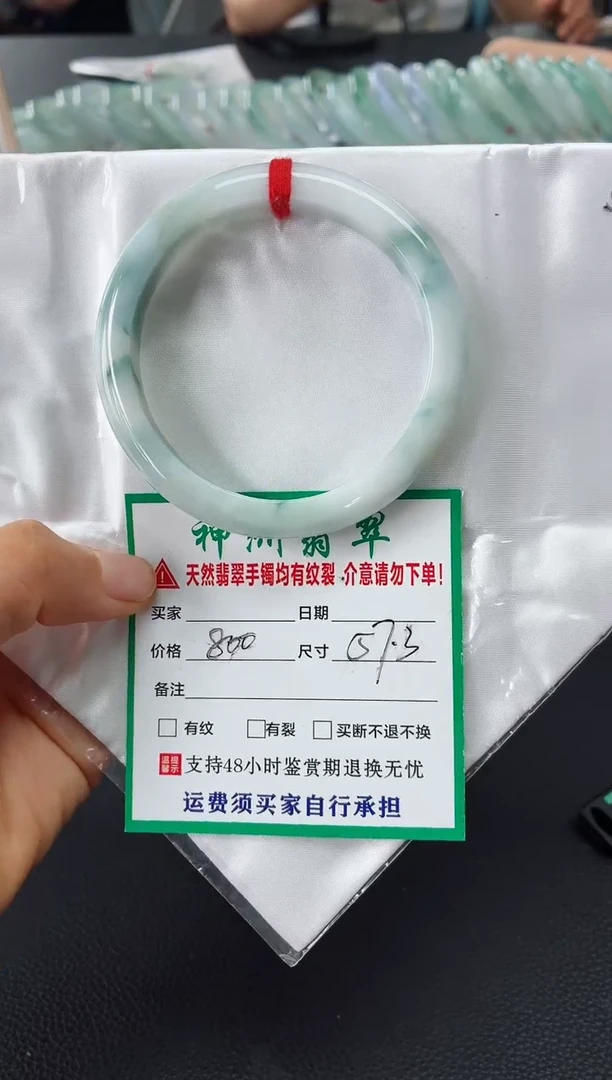 神州翡翠
天然翡翠手镯均有纹裂.介意请勿下单!
买家 日期
价格 800 尺寸 57.3
备注
□ 有纹 □有裂 □ 买断不退不换
温馨提示 支持48小时鉴赏期退换无忧
运费须买家自行承担